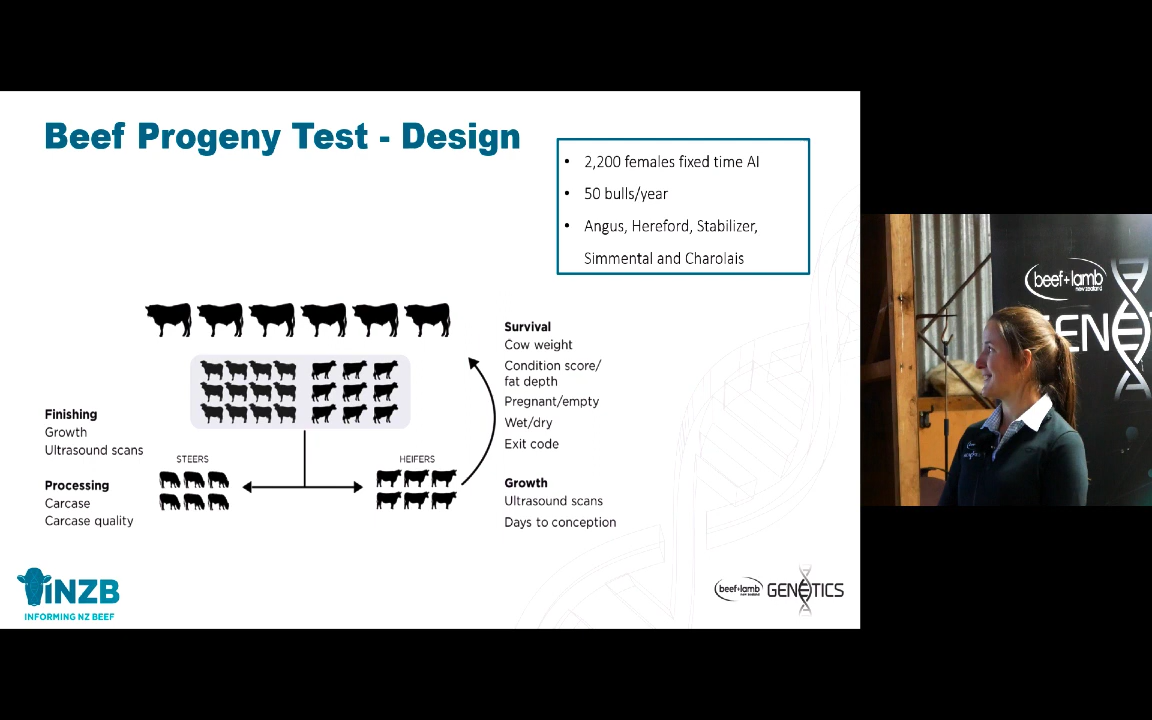 Beef Progeny Test - Design
• 2,200 females fixed time AI
• 50 bulls/year
• Angus, Hereford, Stabilizer,
Simmental and Charolais
Finishing
Growth
Ultrasound scans
Processing
Carcase
Carcase quality
STEERS
HEIFERS
Survival
Cow weight
Condition score/
fat depth
Pregnant/empty
Wet/dry
Exit code
Growth
Ultrasound scans
Days to conception
iNZB
INFORMING NZ BEEF
beef+lamb
new zealand
GENETICS
beef+lamb
new zealand
GENET